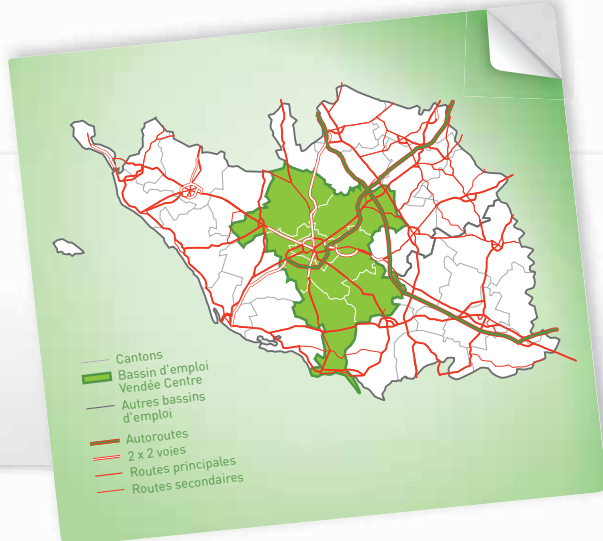 Cantons
Bassin d'emploi
Vendée Centre
Autres bassins
d'emploi
Autoroutes
2 x 2 voies
Routes principales
Routes secondaires